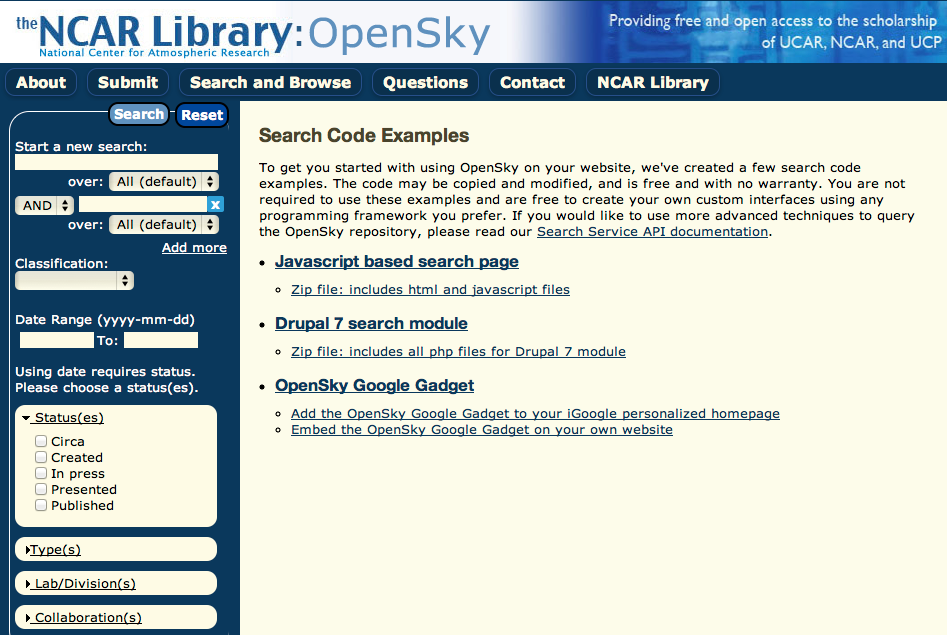 the NCAR Library: OpenSky
National Center for Atmospheric Research
Providing free and open access to the scholarship
of UCAR, NCAR, and UCP
About Submit Search and Browse Questions Contact NCAR Library
Search Reset
Start a new search:
over: All (default)
AND x
over: All (default)
Add more
Classification:
Date Range (yyyy-mm-dd)
To:
Using date requires status.
Please choose a status(es).
Status(es)
Circa
Created
In press
Presented
Published
Type(s)
Lab/Division(s)
Collaboration(s)
Search Code Examples
To get you started with using OpenSky on your website, we've created a few search code
examples. The code may be copied and modified, and is free and with no warranty. You are not
required to use these examples and are free to create your own custom interfaces using any
programming framework you prefer. If you would like to use more advanced techniques to query
the OpenSky repository, please read our Search Service API documentation.
Javascript based search page
Zip file: includes html and javascript files
Drupal 7 search module
Zip file: includes all php files for Drupal 7 module
OpenSky Google Gadget
Add the OpenSky Google Gadget to your iGoogle personalized homepage
Embed the OpenSky Google Gadget on your own website